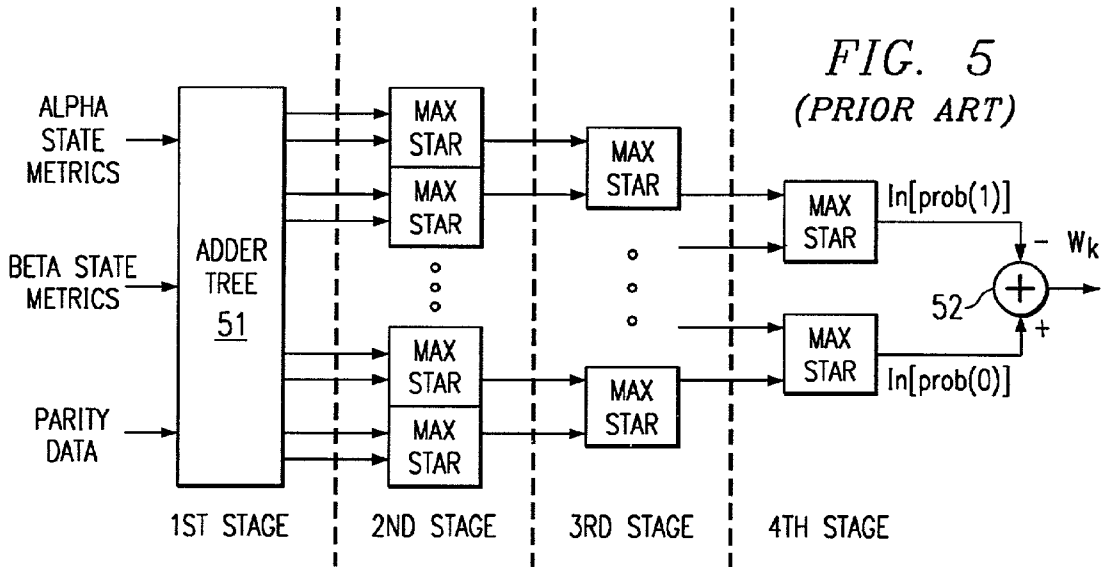 FIG. 5
(PRIOR ART)
ALPHA
STATE
METRICS
BETA STATE
METRICS
PARITY
DATA
ADDER
TREE
51
MAX
STAR
MAX
STAR
MAX
STAR
MAX
STAR
MAX
STAR
MAX
STAR
MAX
STAR
MAX
STAR
ln[prob(1)]
ln[prob(0)]
-
+
+
52
Wk
1ST STAGE
2ND STAGE
3RD STAGE
4TH STAGE